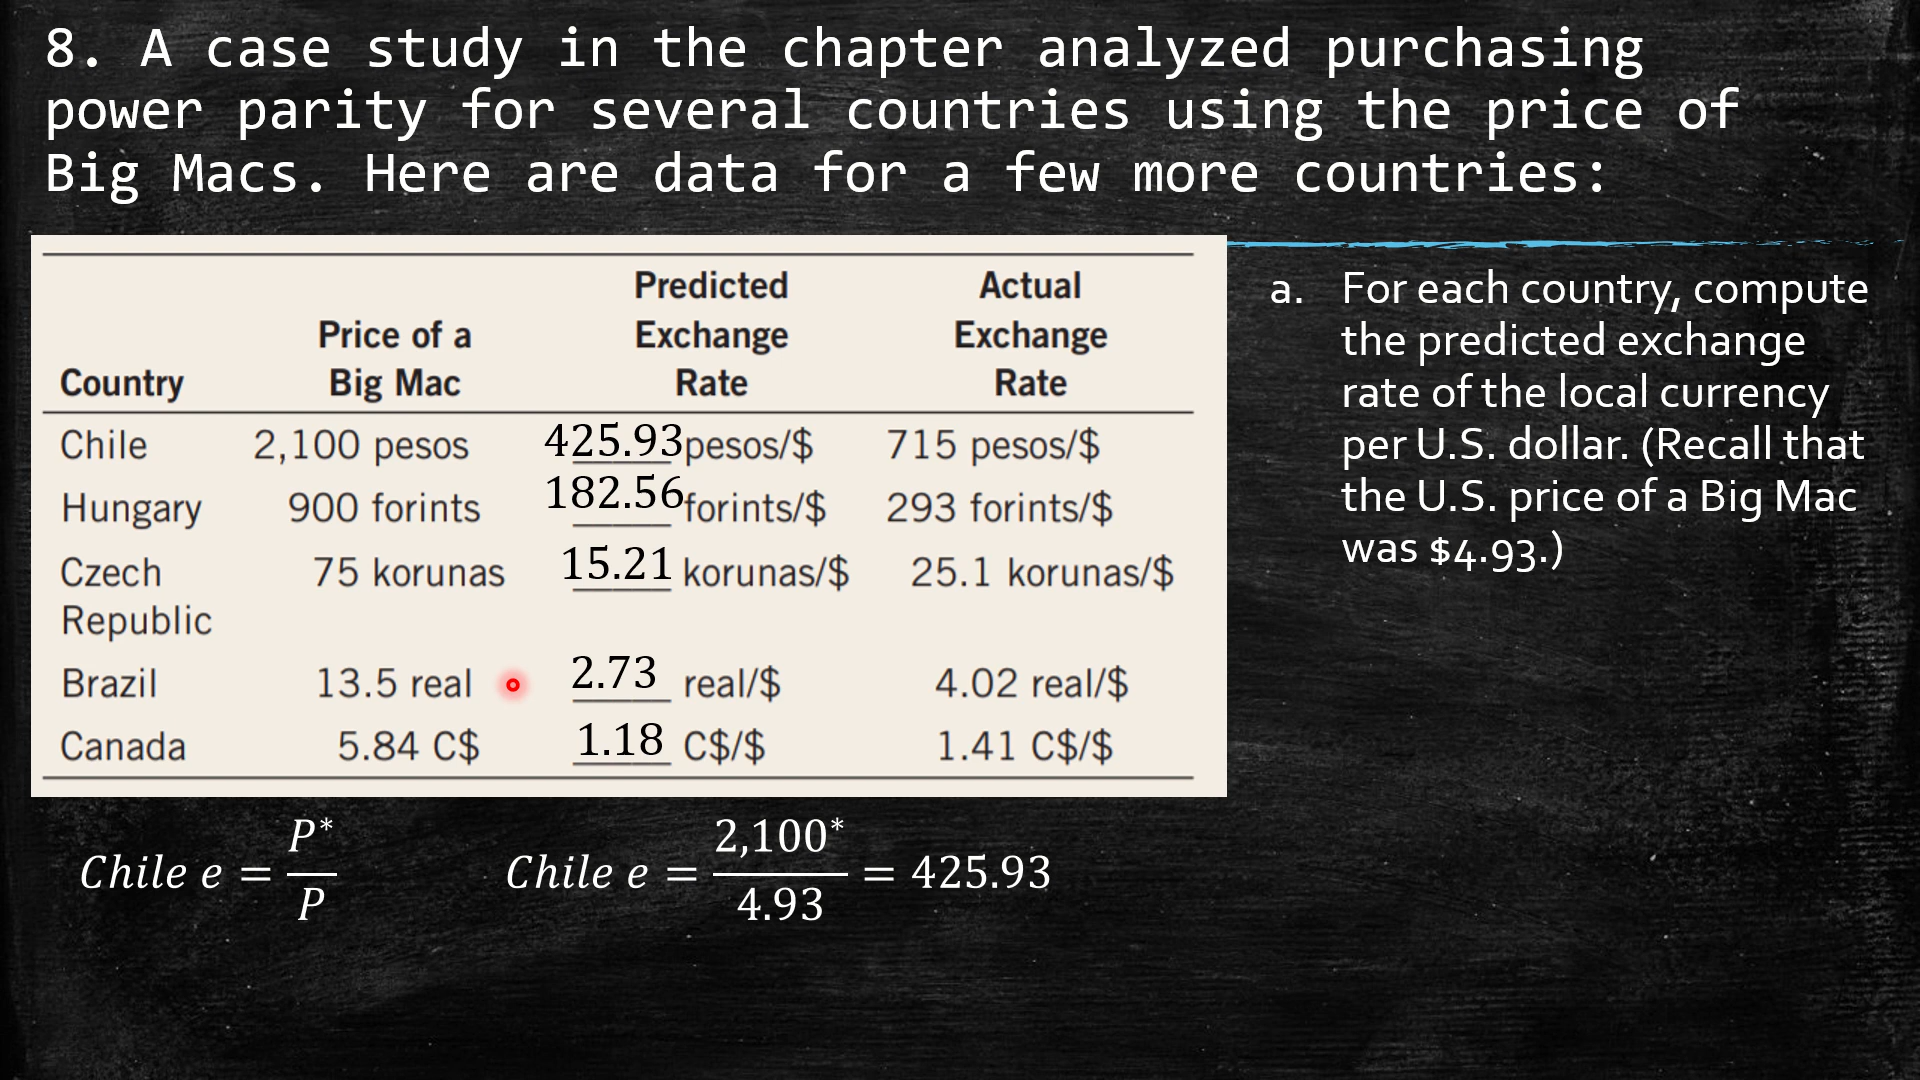 8. A case study in the chapter analyzed purchasing
power parity for several countries using the price of
Big Macs. Here are data for a few more countries:
Country Price of a Big Mac Predicted Exchange Rate Actual Exchange Rate
Chile 2,100 pesos 425.93 pesos/$ 715 pesos/$
Hungary 900 forints 182.56 forints/$ 293 forints/$
Czech Republic 75 korunas 15.21 korunas/$ 25.1 korunas/$
Brazil 13.5 real 2.73 real/$ 4.02 real/$
Canada 5.84 C$ 1.18 C$/$ 1.41 C$/$
a. For each country, compute
the predicted exchange
rate of the local currency
per U.S. dollar. (Recall that
the U.S. price of a Big Mac
was $4.93.)
Chile e = P*/P
Chile e = 2,100*/4.93 = 425.93